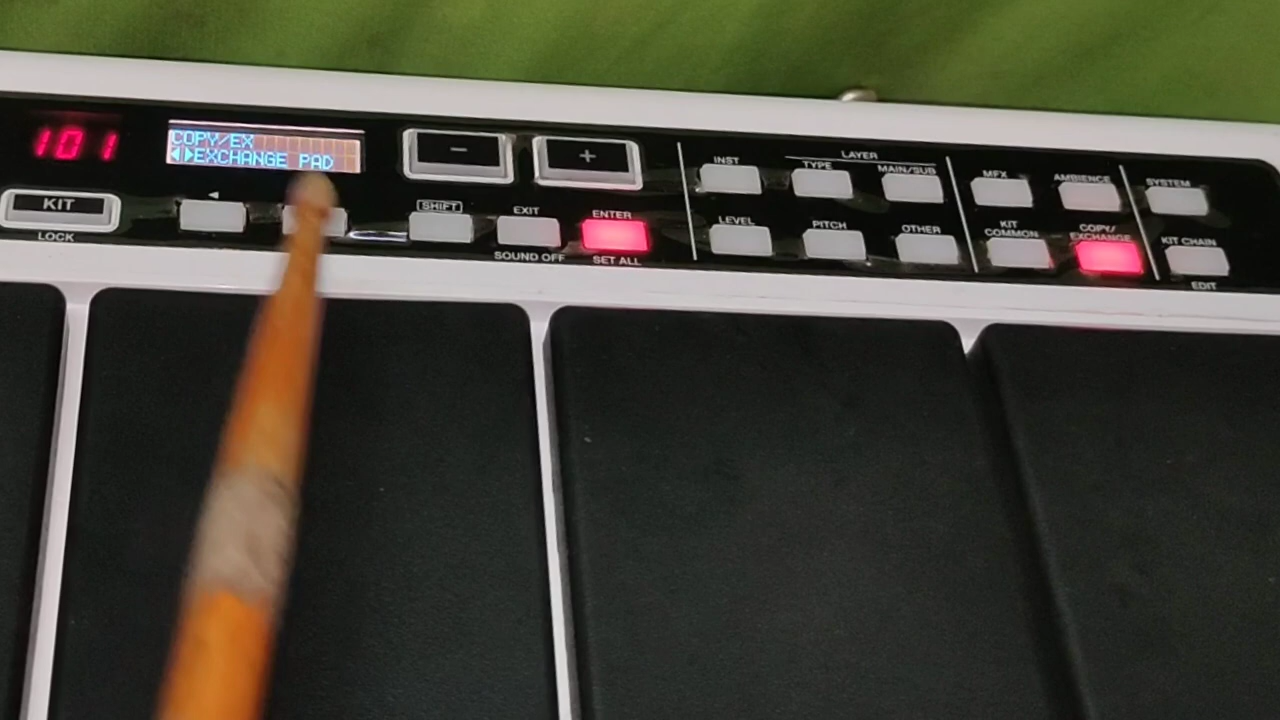 101
COPY/EX
◀▶EXCHANGE PAD
−
+
KIT
LOCK
◀
SHIFT
EXIT
SOUND OFF
ENTER
SET ALL
LAYER
INST
TYPE
MAIN/SUB
LEVEL
PITCH
OTHER
MFX
AMBIENCE
KIT
COMMON
COPY/
EXCHANGE
SYSTEM
KIT CHAIN
EDIT